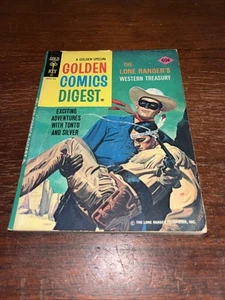 GOLD
KEY
A GOLDEN SPECIAL
GOLDEN
COMICS
DIGEST
EXCITING
ADVENTURES
WITH TONTO
AND SILVER
THE
LONE RANGER'S
WESTERN TREASURY